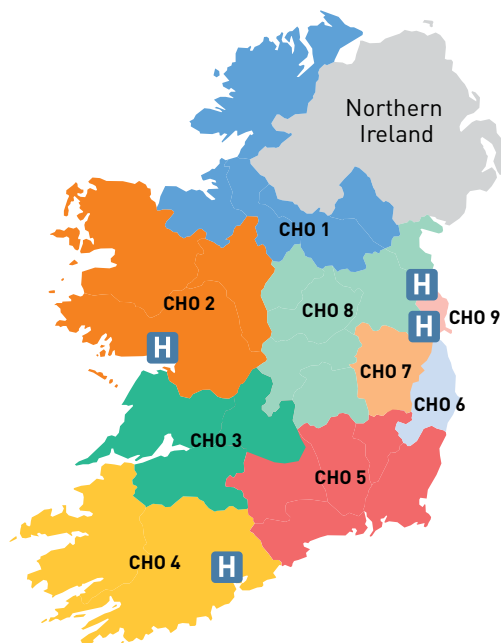 Northern
Ireland
CHO 1
H
CHO 2
CHO 8
H
CHO 9
H
CHO 7
CHO 6
CHO 3
CHO 5
CHO 4
H